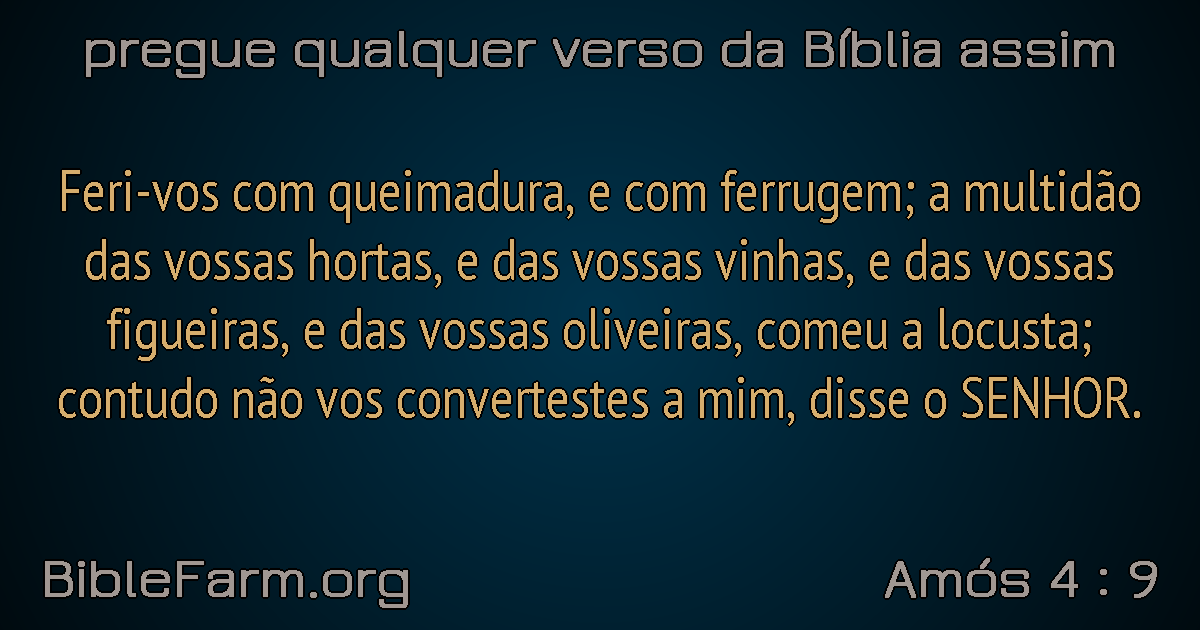 pregue qualquer verso da Bíblia assim
Feri-vos com queimadura, e com ferrugem; a multidão
das vossas hortas, e das vossas vinhas, e das vossas
figueiras, e das vossas oliveiras, comeu a locusta;
contudo não vos convertestes a mim, disse o SENHOR.
BibleFarm.org
Amós 4 : 9